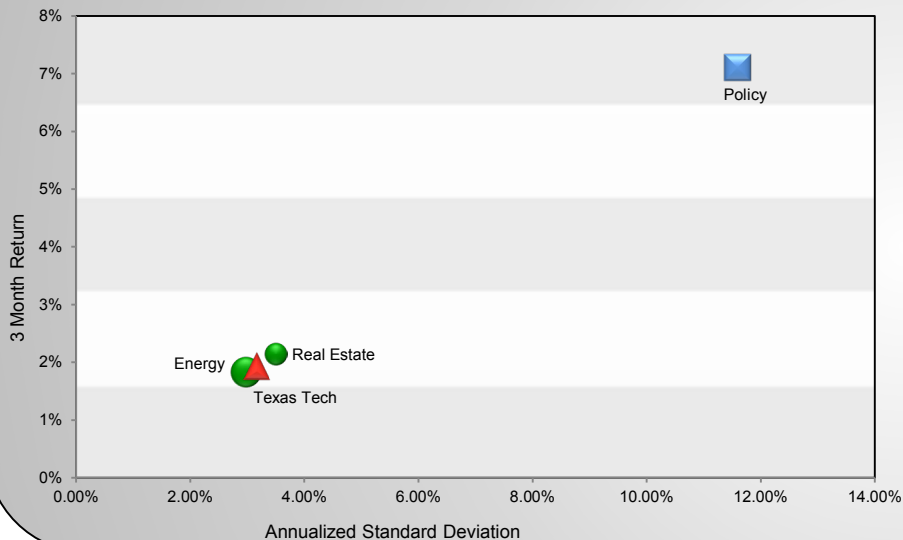 8%
7%
Policy
6%
5%
4%
3 Month Return
3%
Real Estate
Energy
2%
Texas Tech
1%
0%
0.00% 2.00% 4.00% 6.00% 8.00% 10.00% 12.00% 14.00%
Annualized Standard Deviation